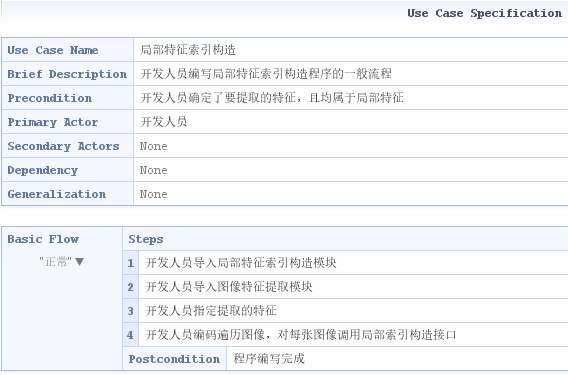 Use Case Specification
Use Case Name 局部特征索引构造
Brief Description 开发人员编写局部特征索引构造程序的一般流程
Precondition 开发人员确定了要提取的特征，且均属于局部特征
Primary Actor 开发人员
Secondary Actors None
Dependency None
Generalization None
Basic Flow Steps
"正常"▼
1 开发人员导入局部特征索引构造模块
2 开发人员导入图像特征提取模块
3 开发人员指定提取的特征
4 开发人员编码遍历图像，对每张图像调用局部索引构造接口
Postcondition 程序编写完成